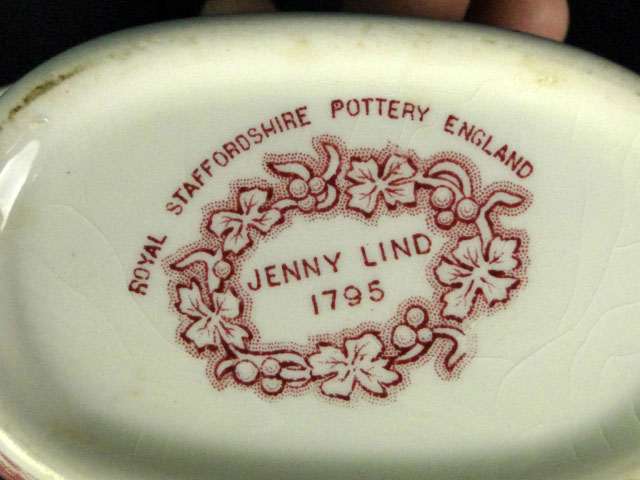 ROYAL STAFFORDSHIRE POTTERY ENGLAND
JENNY LIND
1795